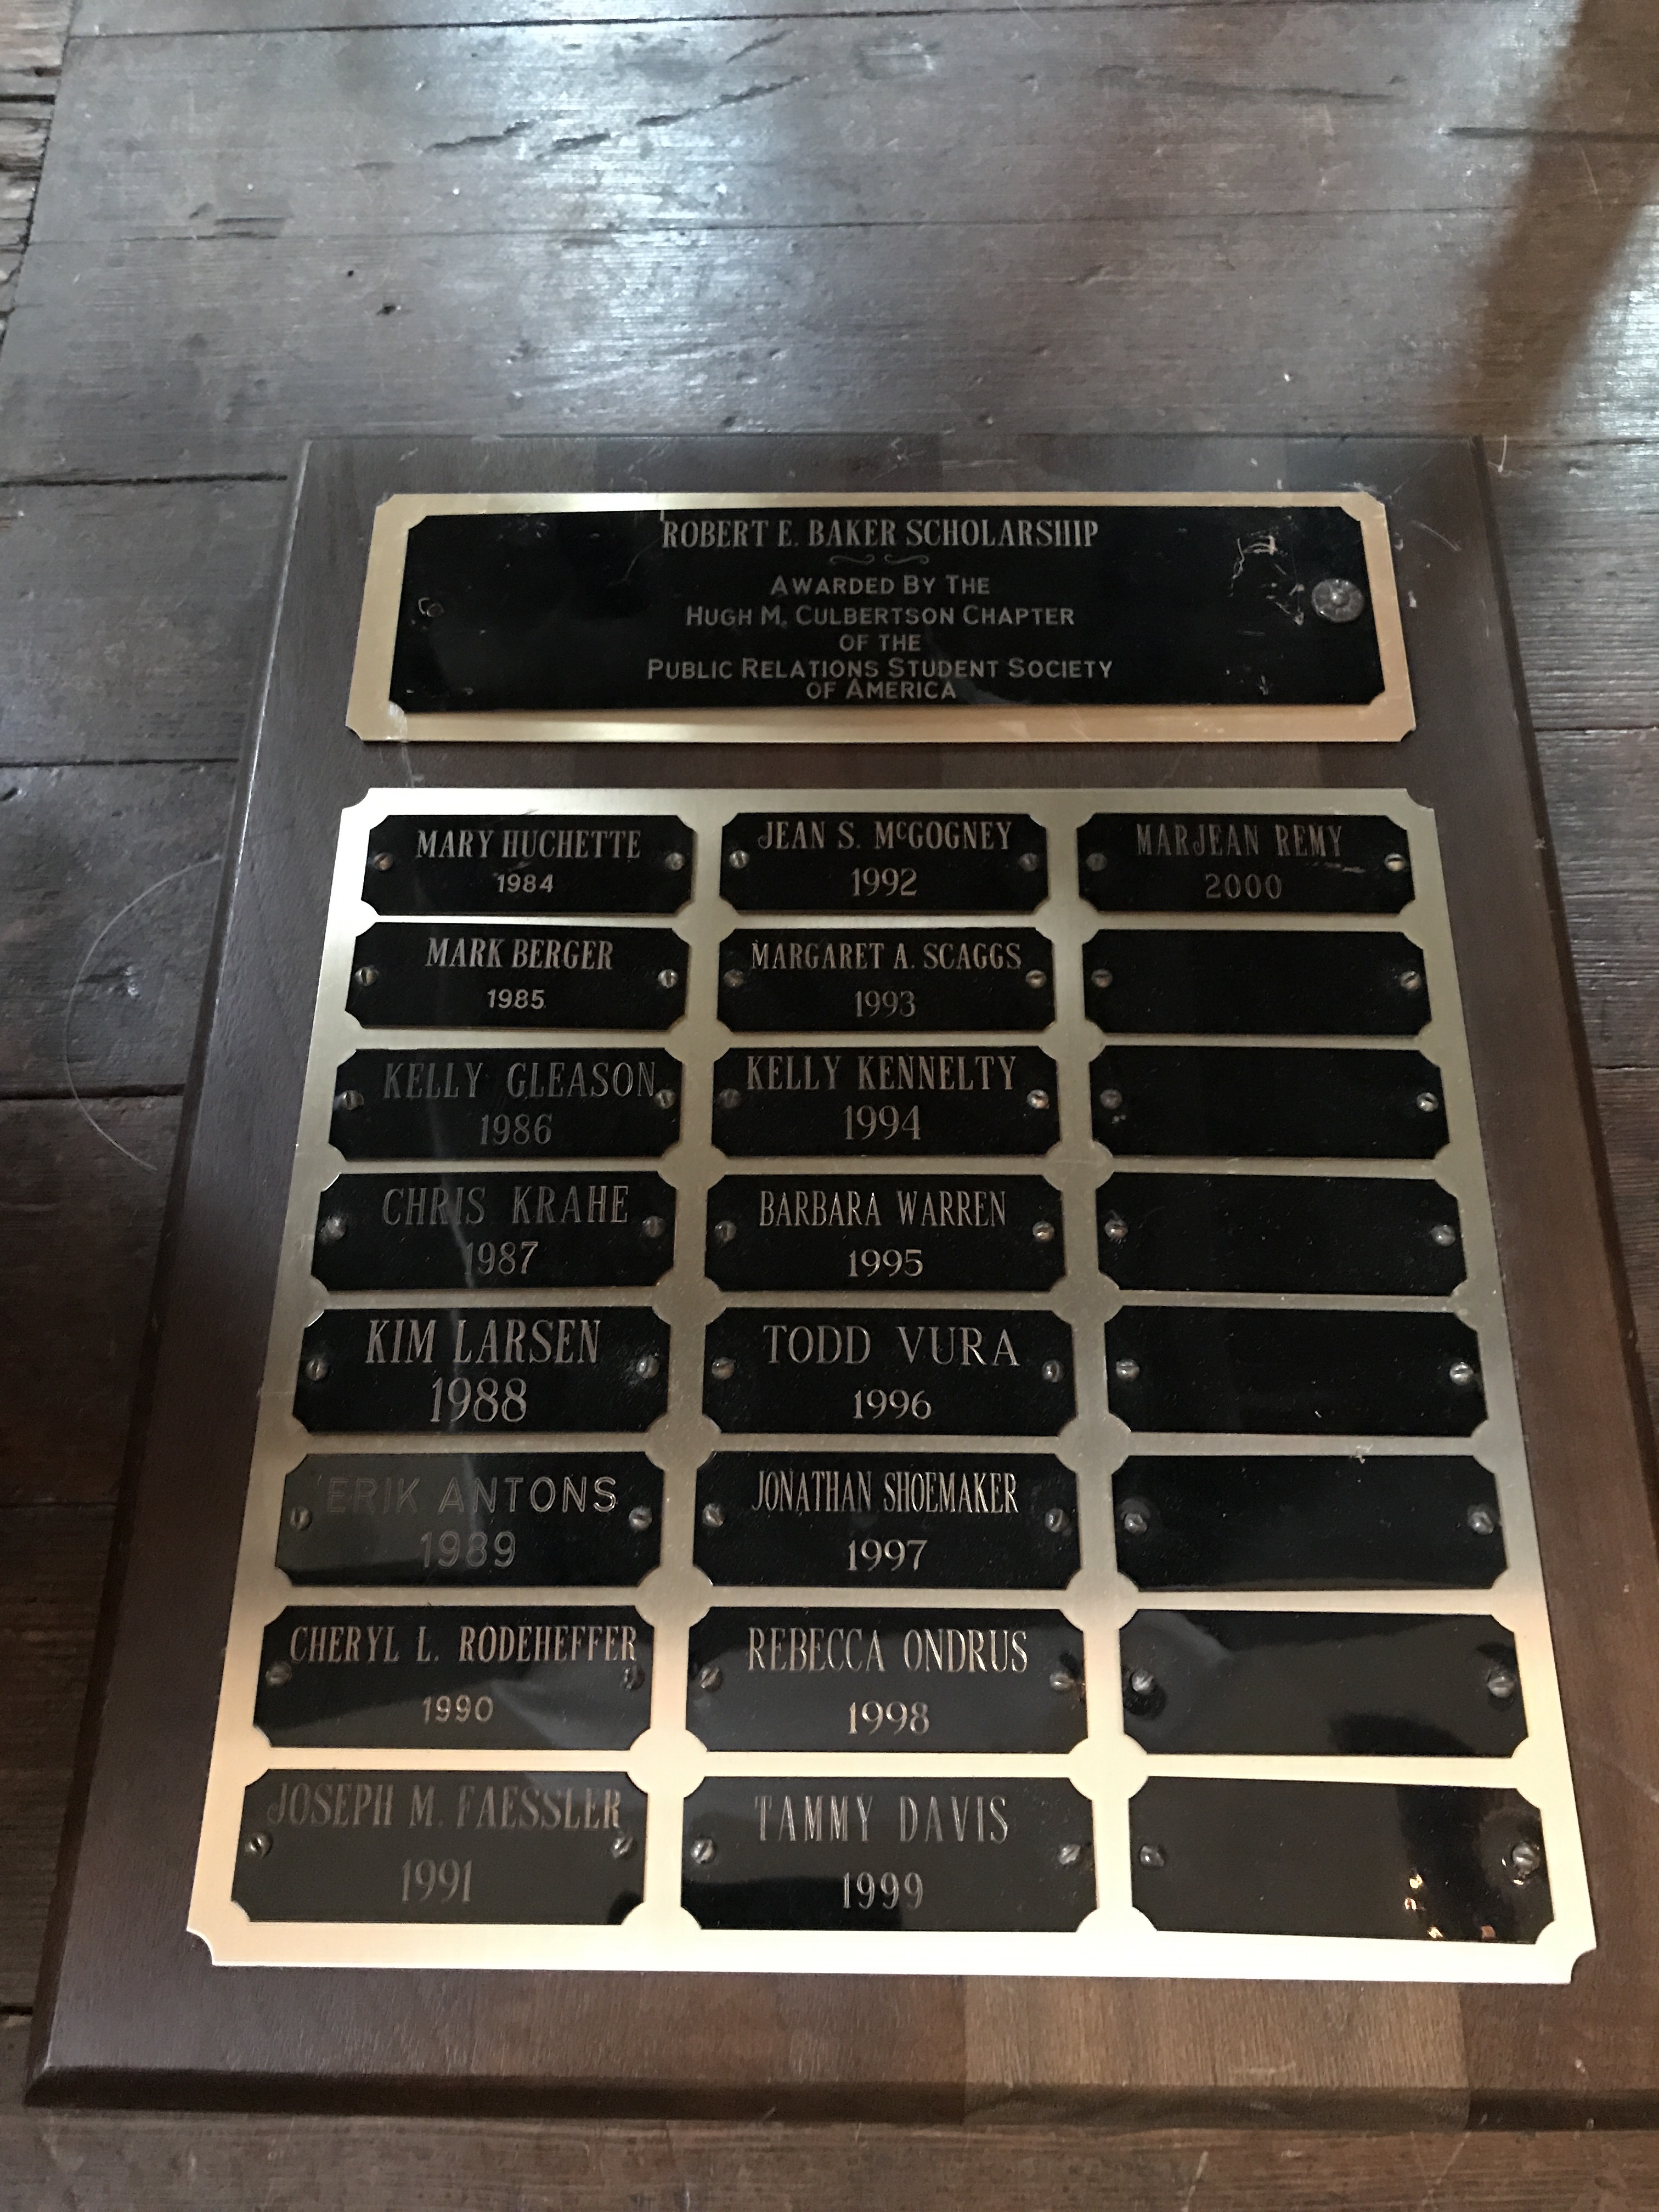 ROBERT E. BAKER SCHOLARSHIP
AWARDED BY THE
HUGH M. CULBERTSON CHAPTER
OF THE
PUBLIC RELATIONS STUDENT SOCIETY
OF AMERICA
MARY HUCHETTE
1984
MARK BERGER
1985
KELLY GLEASON
1986
CHRIS KRAHE
1987
KIM LARSEN
1988
ERIK ANTONS
1989
CHERYL L. RODEHEFFER
1990
JOSEPH M. FAESSLER
1991
JEAN S. McGOGNEY
1992
MARGARET A. SCAGGS
1993
KELLY KENNELTY
1994
BARBARA WARREN
1995
TODD VURA
1996
JONATHAN SHOEMAKER
1997
REBECCA ONDRUS
1998
TAMMY DAVIS
1999
MARJEAN REMY
2000